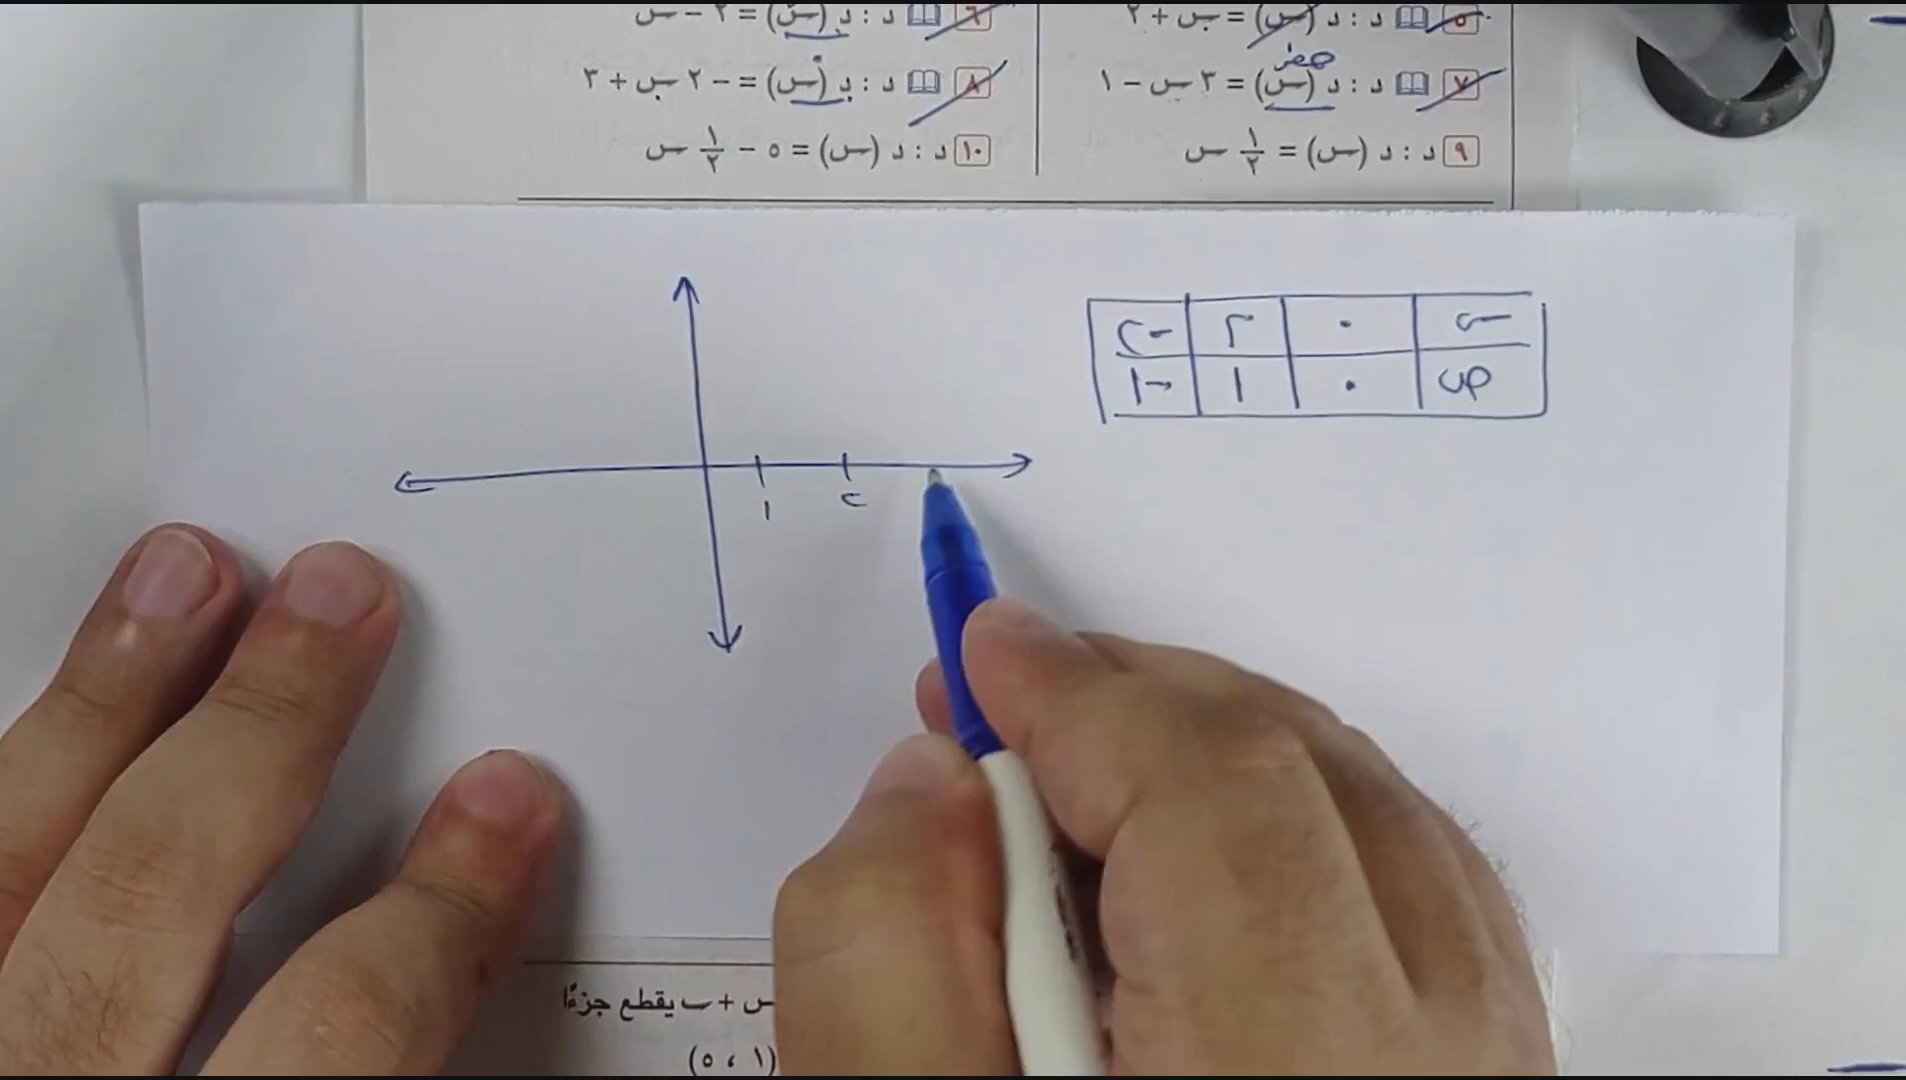 ٥ د : د (س) = س + ٢
٦ د : د (س) = ٢ − س
صفر
٧ د : د (س) = ٣ س − ١
٨ د : د (س) = − ٢ س + ٣
٩ د : د (س) = ١/٢ س
١٠ د : د (س) = ٥ − ١/٢ س
س ٠ ٢ −٢
ص ٠ ١ −١
١ ٢
س + ب يقطع جزءًا
(١ ، ٥)